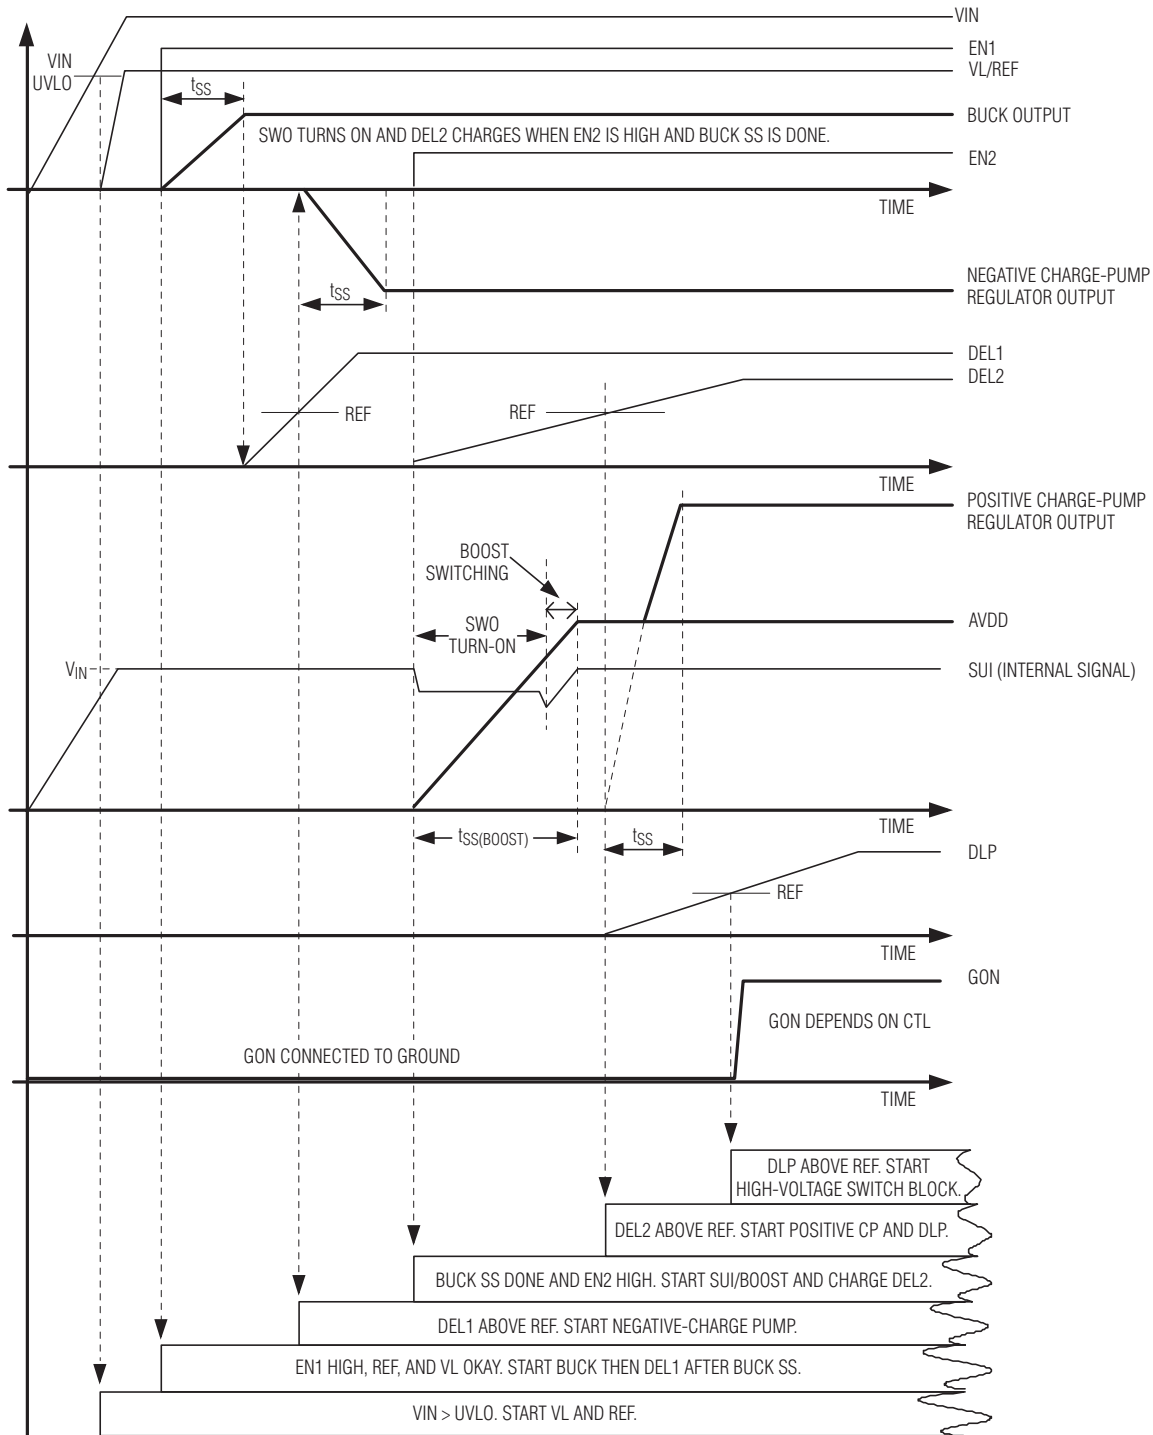 VIN
EN1
VIN
UVLO
VL/REF
tSS
BUCK OUTPUT
SWO TURNS ON AND DEL2 CHARGES WHEN EN2 IS HIGH AND BUCK SS IS DONE.
EN2
TIME
NEGATIVE CHARGE-PUMP
REGULATOR OUTPUT
tSS
DEL1
DEL2
REF
REF
TIME
POSITIVE CHARGE-PUMP
REGULATOR OUTPUT
BOOST
SWITCHING
SWO
TURN-ON
AVDD
VIN
SUI (INTERNAL SIGNAL)
TIME
tSS(BOOST)
tSS
DLP
REF
TIME
GON
GON DEPENDS ON CTL
GON CONNECTED TO GROUND
TIME
DLP ABOVE REF. START
HIGH-VOLTAGE SWITCH BLOCK.
DEL2 ABOVE REF. START POSITIVE CP AND DLP.
BUCK SS DONE AND EN2 HIGH. START SUI/BOOST AND CHARGE DEL2.
DEL1 ABOVE REF. START NEGATIVE-CHARGE PUMP.
EN1 HIGH, REF, AND VL OKAY. START BUCK THEN DEL1 AFTER BUCK SS.
VIN > UVLO. START VL AND REF.